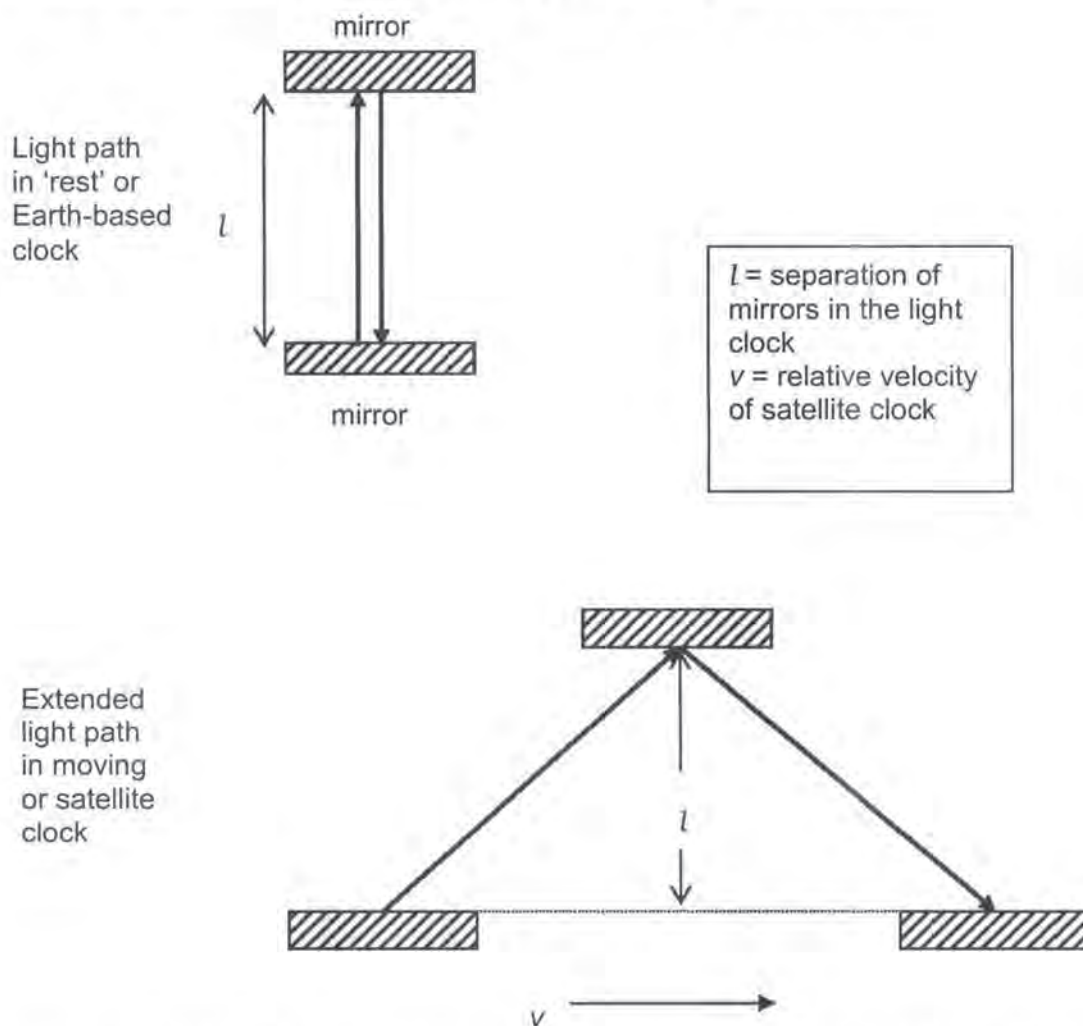 mirror
Light path
in ‘rest’ or
Earth-based
clock
l
mirror
l = separation of
mirrors in the light
clock
v = relative velocity
of satellite clock
Extended
light path
in moving
or satellite
clock
l
v